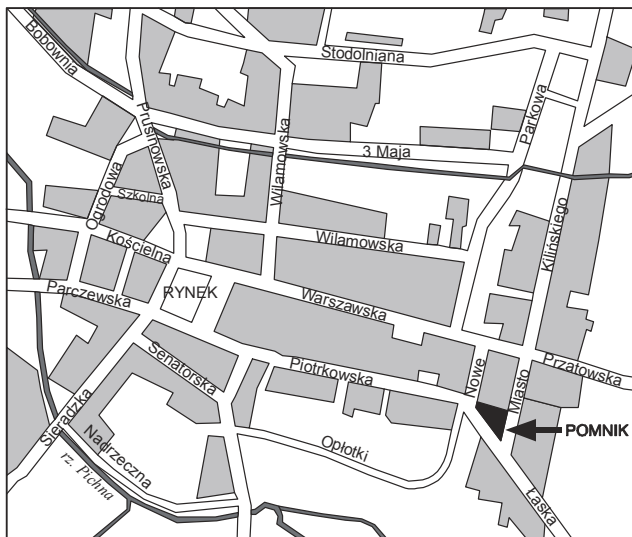 Bobownia
Stodolniana
Prusinowska
Parkowa
3 Maja
Wilamowska
Ogrodowa
Szkolna
Kilińskiego
Kościelna
Wilamowska
RYNEK
Parczewska
Warszawska
Senatorska
Piotrkowska
Nowe
Miasto
Przatowska
Sieradzka
Nadrzeczna
rz. Pichna
Opłotki
POMNIK
Łaska